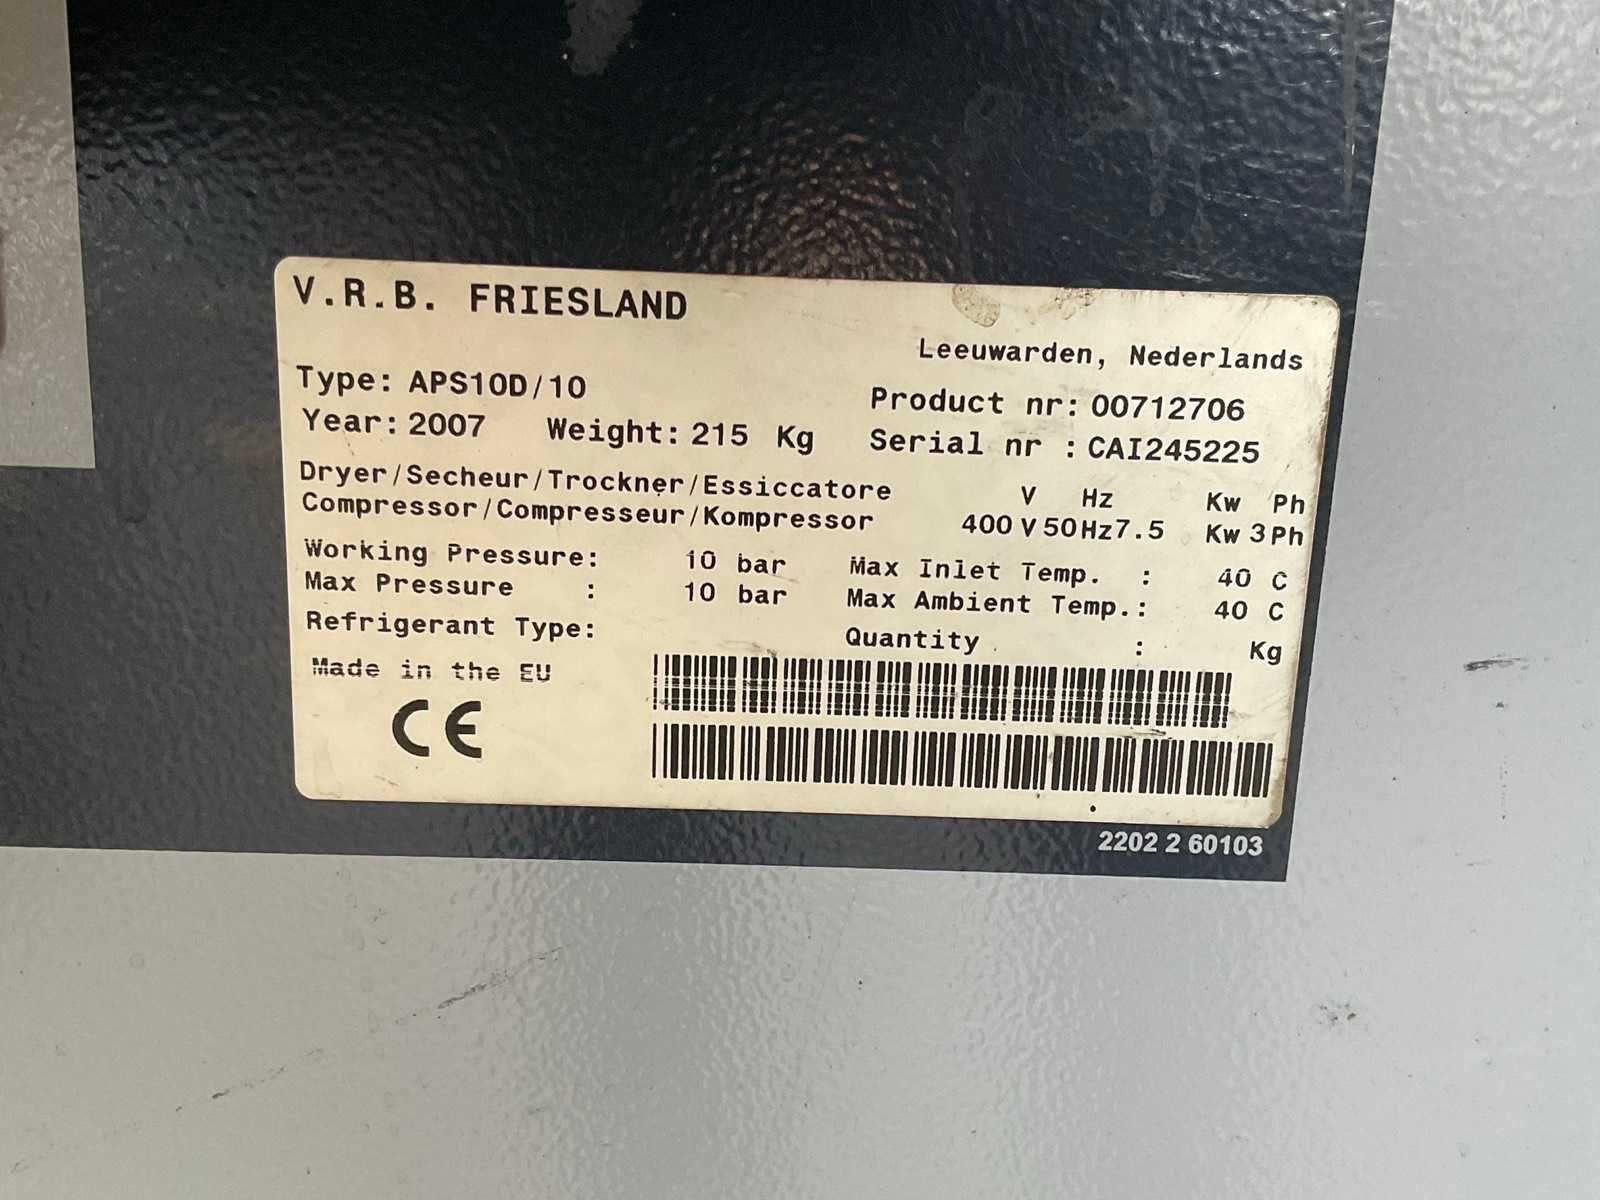 V.R.B. FRIESLAND
Leeuwarden, Nederlands
Type: APS10D/10
Product nr: 00712706
Year: 2007 Weight: 215 Kg
Serial nr : CAI245225
Dryer/Secheur/Trockner/Essiccatore V Hz Kw Ph
Compressor/Compresseur/Kompressor 400 V 50Hz 7.5 Kw 3Ph
Working Pressure: 10 bar Max Inlet Temp. : 40 C
Max Pressure : 10 bar Max Ambient Temp.: 40 C
Refrigerant Type: Quantity : Kg
Made in the EU
CE
2202 2 60103